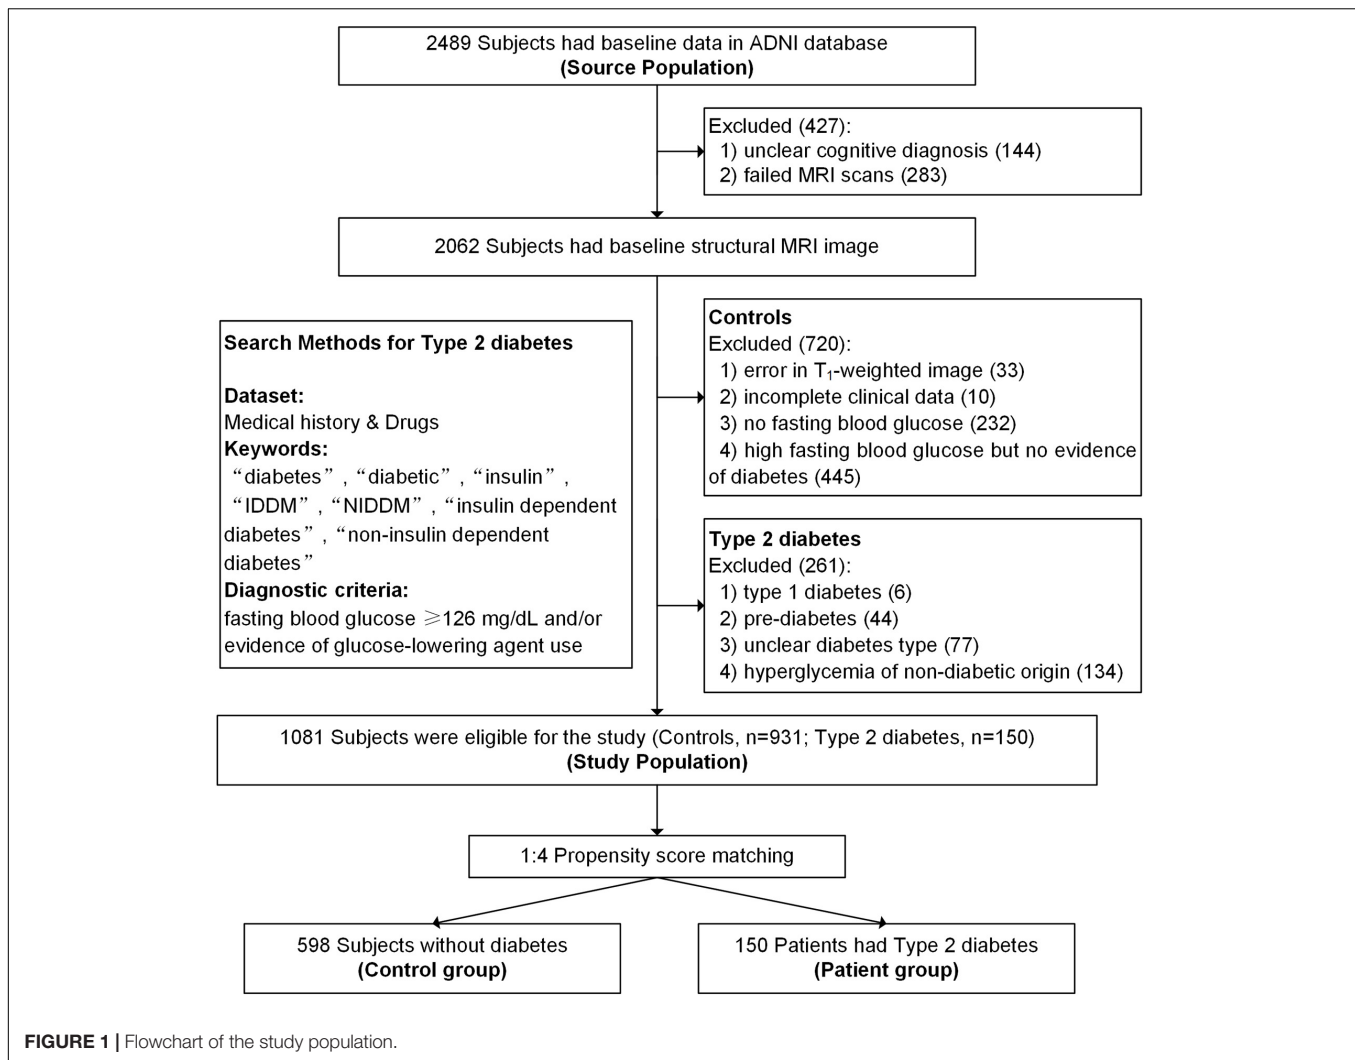 2489 Subjects had baseline data in ADNI database
(Source Population)
Excluded (427):
1) unclear cognitive diagnosis (144)
2) failed MRI scans (283)
2062 Subjects had baseline structural MRI image
Search Methods for Type 2 diabetes
Dataset:
Medical history & Drugs
Keywords:
“diabetes”, “diabetic”, “insulin”,
“IDDM”, “NIDDM”, “insulin dependent
diabetes”, “non-insulin dependent
diabetes”
Diagnostic criteria:
fasting blood glucose ≥126 mg/dL and/or
evidence of glucose-lowering agent use
Controls
Excluded (720):
1) error in T₁-weighted image (33)
2) incomplete clinical data (10)
3) no fasting blood glucose (232)
4) high fasting blood glucose but no evidence
of diabetes (445)
Type 2 diabetes
Excluded (261):
1) type 1 diabetes (6)
2) pre-diabetes (44)
3) unclear diabetes type (77)
4) hyperglycemia of non-diabetic origin (134)
1081 Subjects were eligible for the study (Controls, n=931; Type 2 diabetes, n=150)
(Study Population)
1:4 Propensity score matching
598 Subjects without diabetes
(Control group)
150 Patients had Type 2 diabetes
(Patient group)
FIGURE 1 | Flowchart of the study population.